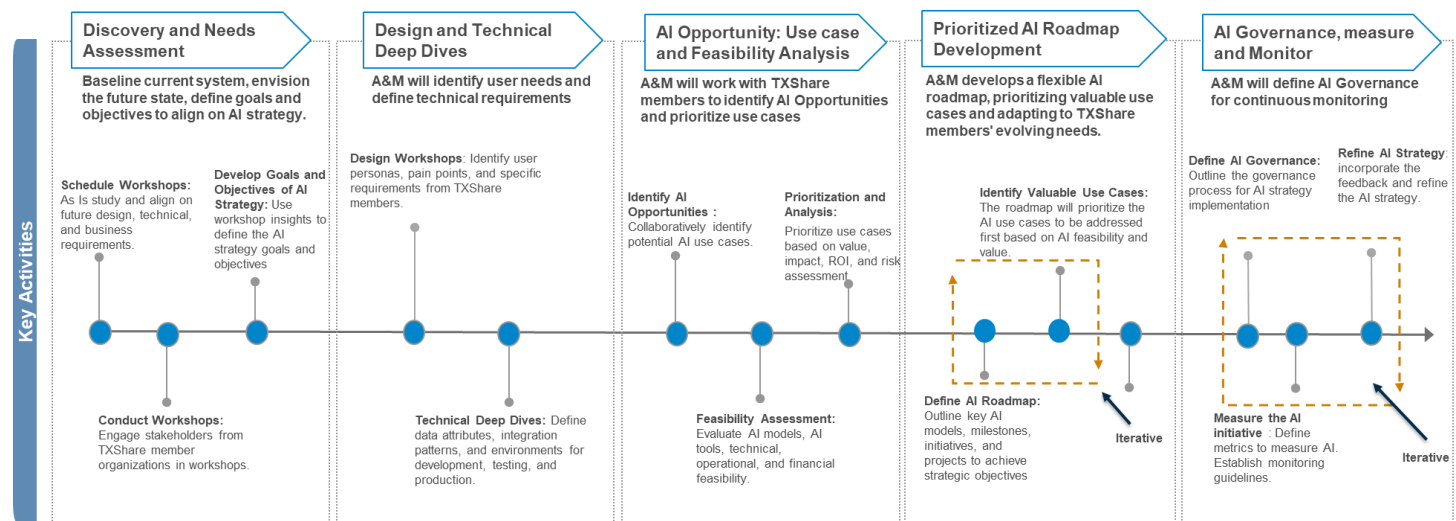 Key Activities
Discovery and Needs
Assessment
Baseline current system, envision
the future state, define goals and
objectives to align on AI strategy.
Schedule Workshops:
As Is study and align on
future design, technical,
and business
requirements.
Develop Goals and
Objectives of AI
Strategy: Use
workshop insights to
define the AI
strategy goals and
objectives
Conduct Workshops:
Engage stakeholders from
TXShare member
organizations in workshops.
Design and Technical
Deep Dives
A&M will identify user needs and
define technical requirements
Design Workshops: Identify user
personas, pain points, and specific
requirements from TXShare
members.
Technical Deep Dives: Define
data attributes, integration
patterns, and environments for
development, testing, and
production.
AI Opportunity: Use case
and Feasibility Analysis
A&M will work with TXShare
members to identify AI Opportunities
and prioritize use cases
Identify AI
Opportunities :
Collaboratively identify
potential AI use cases.
Prioritization and
Analysis:
Prioritize use cases
based on value,
impact, ROI, and risk
assessment
Feasibility Assessment:
Evaluate AI models, AI
tools, technical,
operational, and financial
feasibility.
Prioritized AI Roadmap
Development
A&M develops a flexible AI
roadmap, prioritizing valuable use
cases and adapting to TXShare
members' evolving needs.
Identify Valuable Use Cases:
The roadmap will prioritize the
AI use cases to be addressed
first based on AI feasibility and
value.
Define AI Roadmap:
Outline key AI
models, milestones,
initiatives, and
projects to achieve
strategic objectives
Iterative
AI Governance, measure
and Monitor
A&M will define AI Governance
for continuous monitoring
Define AI Governance:
Outline the governance
process for AI strategy
implementation
Refine AI Strategy:
incorporate the
feedback and refine
the AI strategy.
Measure the AI
initiative : Define
metrics to measure AI.
Establish monitoring
guidelines.
Iterative